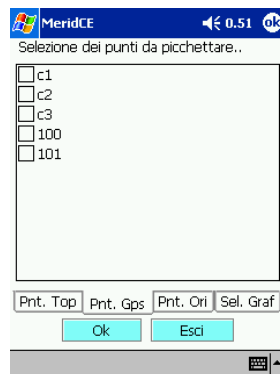 MeridCE 0.51 ok
Selezione dei punti da picchettare..
c1
c2
c3
100
101
Pnt. Top Pnt. Gps Pnt. Ori Sel. Graf
Ok Esci